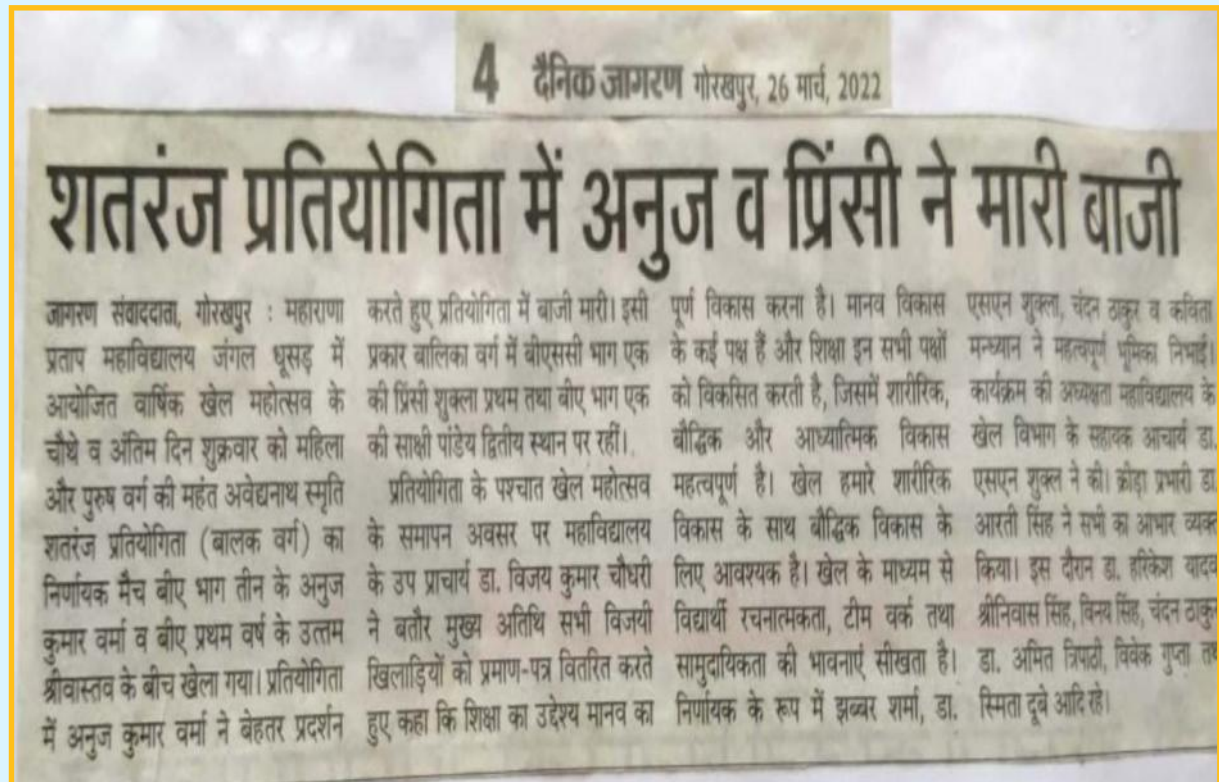 4 दैनिक जागरण गोरखपुर, 26 मार्च, 2022
शतरंज प्रतियोगिता में अनुज व प्रिंसी ने मारी बाजी
जागरण संवाददाता, गोरखपुर : महाराणा
प्रताप महाविद्यालय जंगल धूसड़ में
आयोजित वार्षिक खेल महोत्सव के
चौथे व अंतिम दिन शुक्रवार को महिला
और पुरुष वर्ग की महंत अवेद्यनाथ स्मृति
शतरंज प्रतियोगिता (बालक वर्ग) का
निर्णायक मैच बीए भाग तीन के अनुज
कुमार वर्मा व बीए प्रथम वर्ष के उत्तम
श्रीवास्तव के बीच खेला गया। प्रतियोगिता
में अनुज कुमार वर्मा ने बेहतर प्रदर्शन
करते हुए प्रतियोगिता में बाजी मारी। इसी
प्रकार बालिका वर्ग में बीएससी भाग एक
की प्रिंसी शुक्ला प्रथम तथा बीए भाग एक
की साक्षी पांडेय द्वितीय स्थान पर रहीं।
प्रतियोगिता के पश्चात खेल महोत्सव
के समापन अवसर पर महाविद्यालय
के उप प्राचार्य डा. विजय कुमार चौधरी
ने बतौर मुख्य अतिथि सभी विजयी
खिलाड़ियों को प्रमाण-पत्र वितरित करते
हुए कहा कि शिक्षा का उद्देश्य मानव का
पूर्ण विकास करना है। मानव विकास
के कई पक्ष हैं और शिक्षा इन सभी पक्षों
को विकसित करती है, जिसमें शारीरिक,
बौद्धिक और आध्यात्मिक विकास
महत्वपूर्ण है। खेल हमारे शारीरिक
विकास के साथ बौद्धिक विकास के
लिए आवश्यक है। खेल के माध्यम से
विद्यार्थी रचनात्मकता, टीम वर्क तथा
सामुदायिकता की भावनाएं सीखता है।
निर्णायक के रूप में झब्बर शर्मा, डा.
एसएन शुक्ला, चंदन ठाकुर व कविता
मन्ध्यान ने महत्वपूर्ण भूमिका निभाई।
कार्यक्रम की अध्यक्षता महाविद्यालय के
खेल विभाग के सहायक आचार्य डा.
एसएन शुक्ल ने की। क्रीड़ा प्रभारी डा.
आरती सिंह ने सभी का आभार व्यक्त
किया। इस दौरान डा. हरिकेश यादव
श्रीनिवास सिंह, विनय सिंह, चंदन ठाकुर
डा. अमित त्रिपाठी, विवेक गुप्ता
स्मिता दूबे आदि रहे।